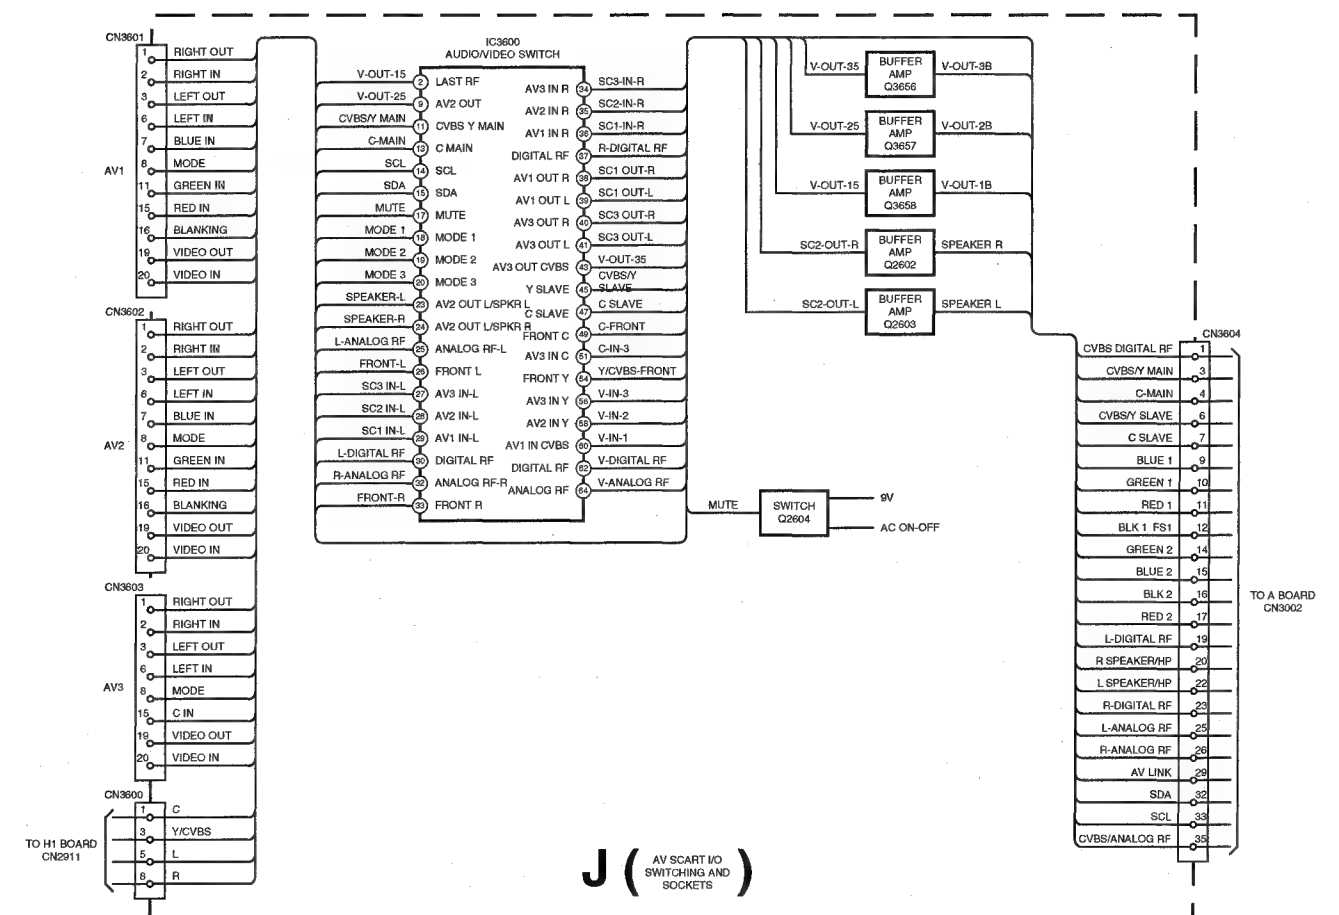 CN3601
1 RIGHT OUT
2 RIGHT IN
3 LEFT OUT
6 LEFT IN
7 BLUE IN
8 MODE
11 GREEN IN
15 RED IN
16 BLANKING
19 VIDEO OUT
20 VIDEO IN
AV1
CN3602
1 RIGHT OUT
2 RIGHT IN
3 LEFT OUT
6 LEFT IN
7 BLUE IN
8 MODE
11 GREEN IN
15 RED IN
16 BLANKING
19 VIDEO OUT
20 VIDEO IN
AV2
CN3603
1 RIGHT OUT
2 RIGHT IN
3 LEFT OUT
6 LEFT IN
8 MODE
15 C IN
19 VIDEO OUT
20 VIDEO IN
AV3
CN3600
1 C
3 Y/CVBS
5 L
8 R
TO H1 BOARD
CN2911
IC3600
AUDIO/VIDEO SWITCH
V-OUT-15 2 LAST RF
V-OUT-25 9 AV2 OUT
CVBS/Y MAIN 11 CVBS Y MAIN
C-MAIN 13 C MAIN
SCL 14 SCL
SDA 15 SDA
MUTE 17 MUTE
MODE 1 18 MODE 1
MODE 2 19 MODE 2
MODE 3 20 MODE 3
SPEAKER-L 23 AV2 OUT L/SPKR L
SPEAKER-R 24 AV2 OUT L/SPKR R
L-ANALOG RF 25 ANALOG RF-L
FRONT-L 26 FRONT L
SC3 IN-L 27 AV3 IN-L
SC2 IN-L 28 AV2 IN-L
SC1 IN-L 29 AV1 IN-L
L-DIGITAL RF 30 DIGITAL RF
R-ANALOG RF 32 ANALOG RF-R
FRONT-R 33 FRONT R
AV3 IN R 34 SC3-IN-R
AV2 IN R 35 SC2-IN-R
AV1 IN R 36 SC1-IN-R
DIGITAL RF 37 R-DIGITAL RF
AV1 OUT R 38 SC1 OUT-R
AV1 OUT L 39 SC1 OUT-L
AV3 OUT R 40 SC3 OUT-R
AV3 OUT L 41 SC3 OUT-L
AV3 OUT CVBS 43 V-OUT-35
Y SLAVE 45 CVBS/Y
SLAVE
C SLAVE 47 C SLAVE
FRONT C 49 C-FRONT
AV3 IN C 51 C-IN-3
FRONT Y 54 Y/CVBS-FRONT
AV3 IN Y 56 V-IN-3
AV2 IN Y 58 V-IN-2
AV1 IN CVBS 60 V-IN-1
DIGITAL RF 62 V-DIGITAL RF
ANALOG RF 64 V-ANALOG RF
V-OUT-35 BUFFER V-OUT-3B
AMP
Q3656
V-OUT-25 BUFFER V-OUT-2B
AMP
Q3657
V-OUT-15 BUFFER V-OUT-1B
AMP
Q3658
SC2-OUT-R BUFFER SPEAKER R
AMP
Q2602
SC2-OUT-L BUFFER SPEAKER L
AMP
Q2603
MUTE SWITCH 9V
Q2604 AC ON-OFF
CN3604
CVBS DIGITAL RF 1
CVBS/Y MAIN 3
C-MAIN 4
CVBS/Y SLAVE 6
C SLAVE 7
BLUE 1 9
GREEN 1 10
RED 1 11
BLK 1 FS1 12
GREEN 2 14
BLUE 2 15
BLK 2 16
RED 2 17
L-DIGITAL RF 19
R SPEAKER/HP 20
L SPEAKER/HP 22
R-DIGITAL RF 23
L-ANALOG RF 25
R-ANALOG RF 26
AV LINK 29
SDA 32
SCL 33
CVBS/ANALOG RF 35
TO A BOARD
CN3002
J ( AV SCART I/O
SWITCHING AND
SOCKETS )